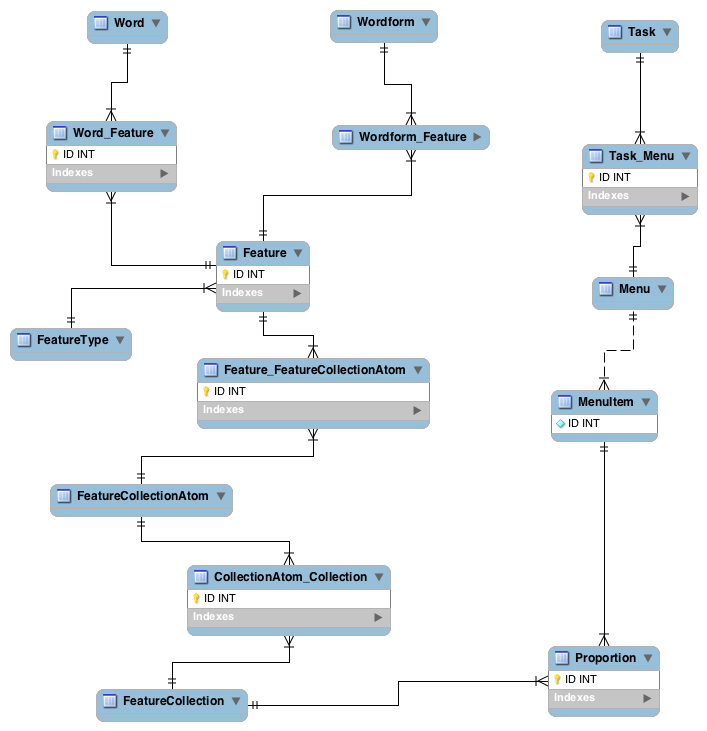 Word
Wordform
Task
Word_Feature
ID INT
Indexes
Wordform_Feature
Task_Menu
ID INT
Indexes
Feature
ID INT
Indexes
Menu
FeatureType
Feature_FeatureCollectionAtom
ID INT
Indexes
MenuItem
ID INT
FeatureCollectionAtom
CollectionAtom_Collection
ID INT
Indexes
Proportion
ID INT
Indexes
FeatureCollection